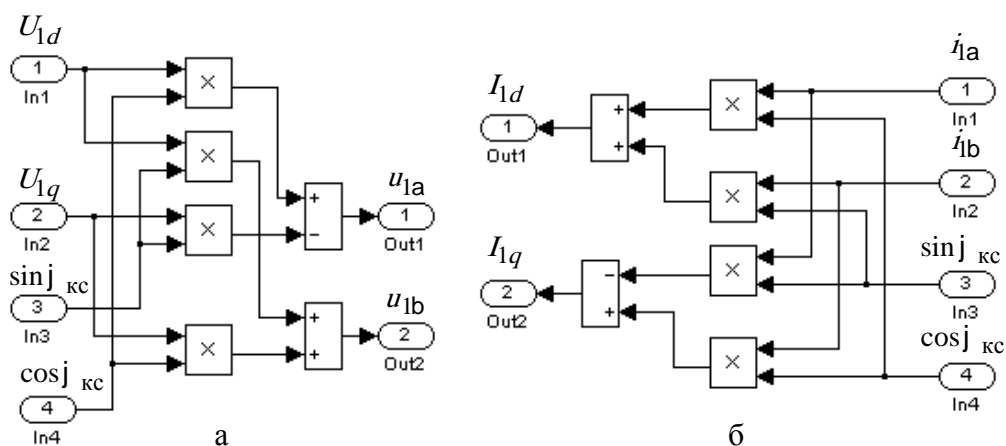 U1d
1
In1
×
×
U1q
2
In2
×
sinj кс
3
In3
×
cosj кс
4
In4
+
−
u1a
1
Out1
+
+
u1b
2
Out2
а
i1a
1
In1
×
I1d
1
Out1
+
+
i1b
2
In2
×
I1q
2
Out2
−
+
×
sinj кс
3
In3
×
cosj кс
4
In4
б